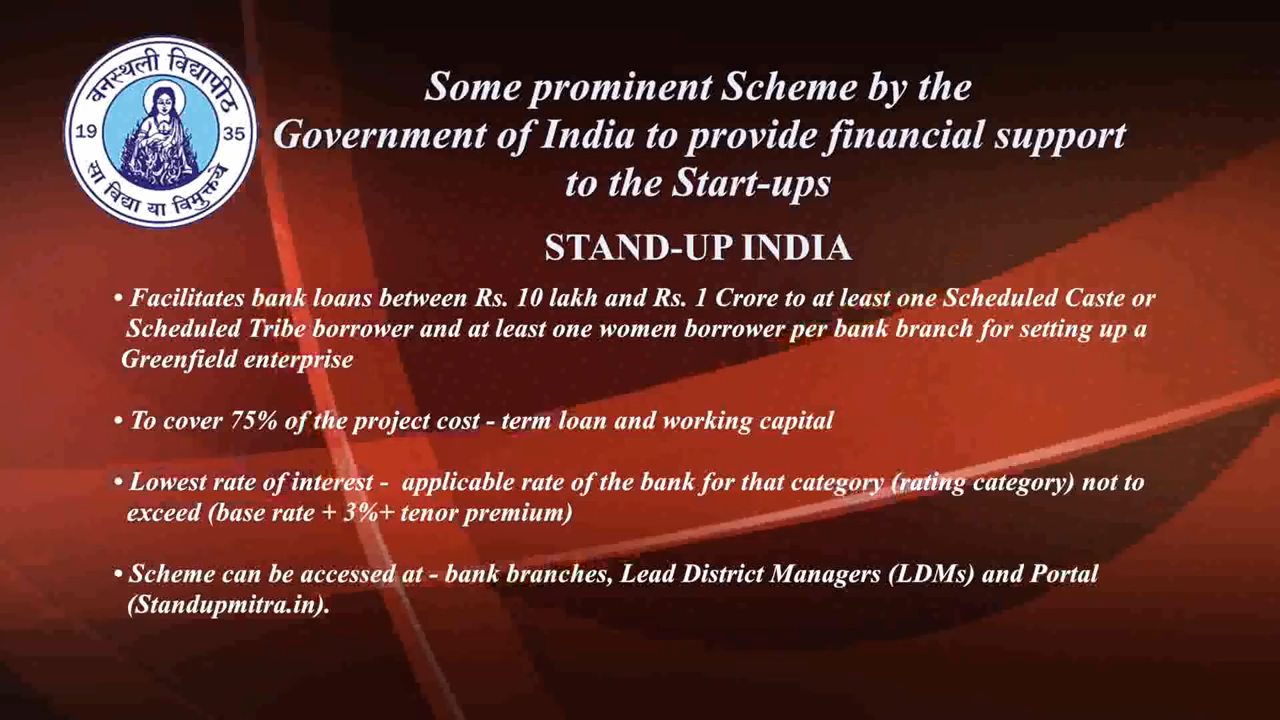 वनस्थली विद्यापीठ
19 35
सा विद्या या विमुक्तये
Some prominent Scheme by the
Government of India to provide financial support
to the Start-ups
STAND-UP INDIA
• Facilitates bank loans between Rs. 10 lakh and Rs. 1 Crore to at least one Scheduled Caste or
Scheduled Tribe borrower and at least one women borrower per bank branch for setting up a
Greenfield enterprise
• To cover 75% of the project cost - term loan and working capital
• Lowest rate of interest - applicable rate of the bank for that category (rating category) not to
exceed (base rate + 3%+ tenor premium)
• Scheme can be accessed at - bank branches, Lead District Managers (LDMs) and Portal
(Standupmitra.in).